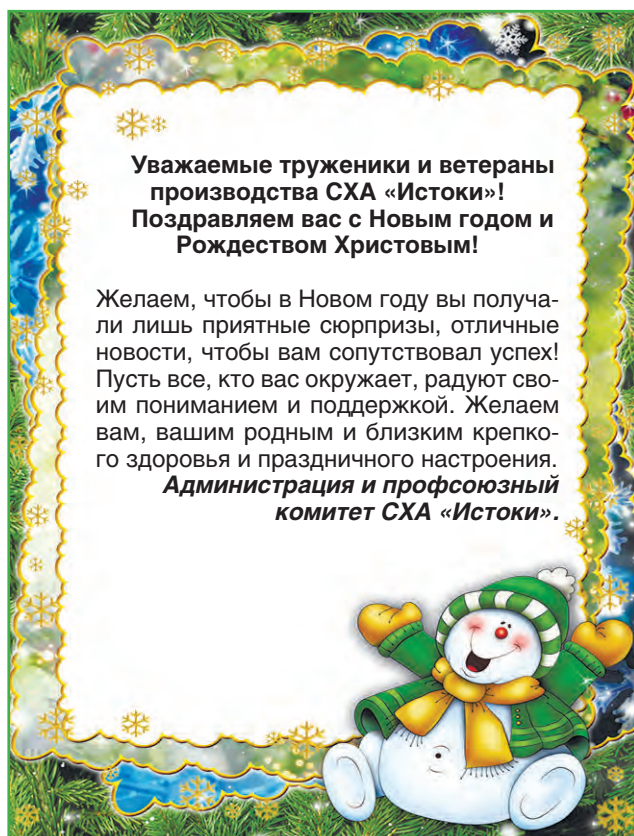 Уважаемые труженики и ветераны
производства СХА «Истоки»!
Поздравляем вас с Новым годом и
Рождеством Христовым!
Желаем, чтобы в Новом году вы получа-
ли лишь приятные сюрпризы, отличные
новости, чтобы вам сопутствовал успех!
Пусть все, кто вас окружает, радуют сво-
им пониманием и поддержкой. Желаем
вам, вашим родным и близким крепко-
го здоровья и праздничного настроения.
Администрация и профсоюзный
комитет СХА «Истоки».